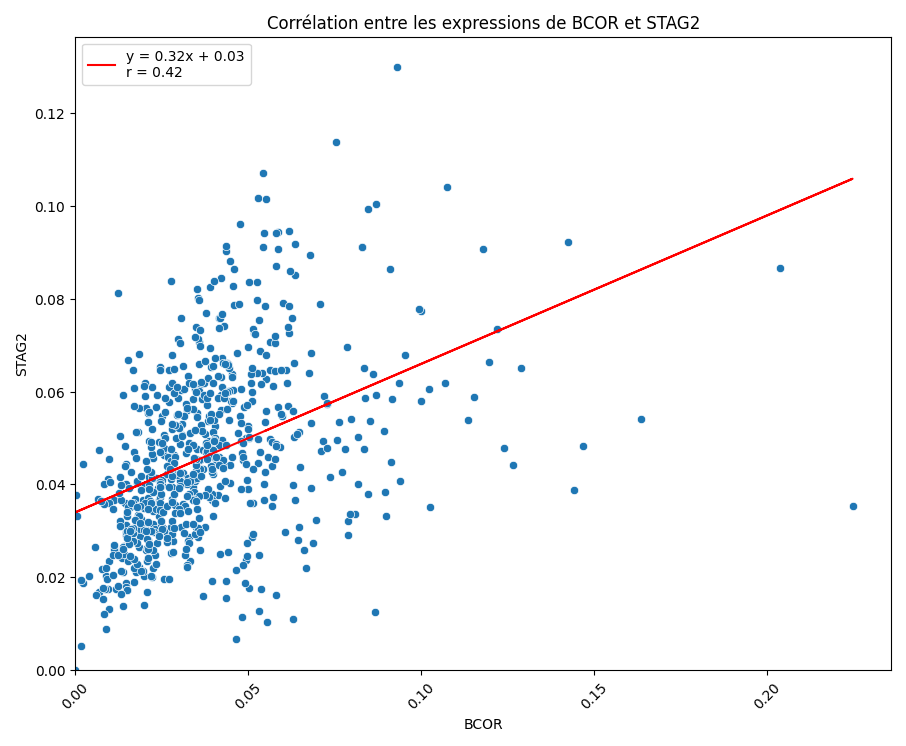 Corrélation entre les expressions de BCOR et STAG2
y = 0.32x + 0.03
r = 0.42
STAG2
0.12
0.10
0.08
0.06
0.04
0.02
0.00
0.00
0.05
0.10
0.15
0.20
BCOR